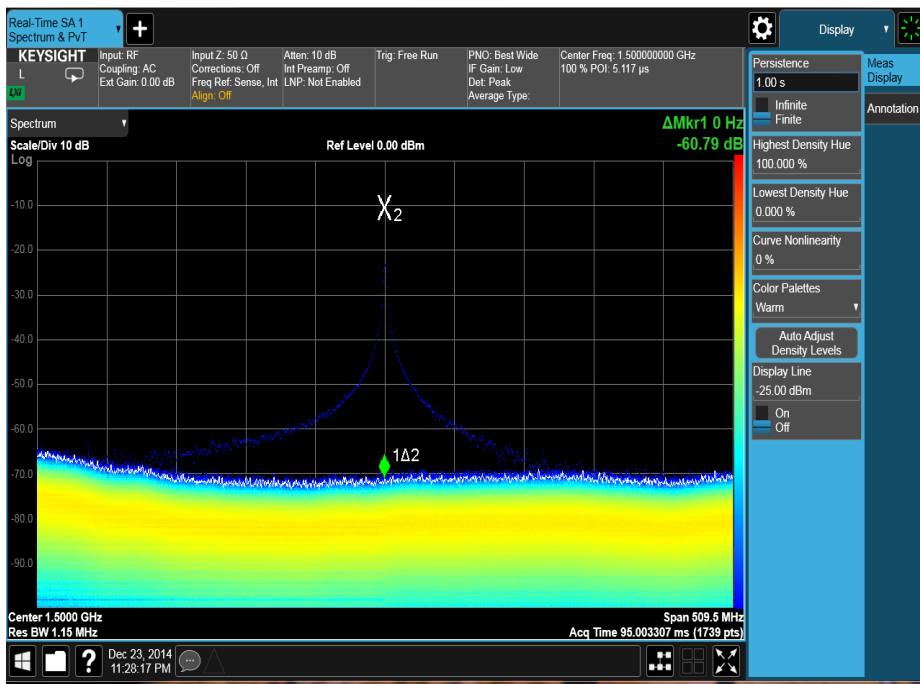 Real-Time SA 1
Spectrum & PvT
Display
KEYSIGHT
L
LXI
Input: RF
Coupling: AC
Ext Gain: 0.00 dB
Input Z: 50 Ω
Corrections: Off
Freq Ref: Sense, Int
Align: Off
Atten: 10 dB
Int Preamp: Off
LNP: Not Enabled
Trig: Free Run
PNO: Best Wide
IF Gain: Low
Det: Peak
Average Type:
Center Freq: 1.500000000 GHz
100 % POI: 5.117 µs
Spectrum
ΔMkr1 0 Hz
Scale/Div 10 dB
Ref Level 0.00 dBm
-60.79 dB
Log
-10.0
-20.0
-30.0
-40.0
-50.0
-60.0
-70.0
-80.0
-90.0
X2
1Δ2
Center 1.5000 GHz
Span 509.5 MHz
Res BW 1.15 MHz
Acq Time 95.003307 ms (1739 pts)
Dec 23, 2014
11:28:17 PM
Persistence
1.00 s
Infinite
Finite
Highest Density Hue
100.000 %
Lowest Density Hue
0.000 %
Curve Nonlinearity
0 %
Color Palettes
Warm
Auto Adjust
Density Levels
Display Line
-25.00 dBm
On
Off
Meas
Display
Annotation